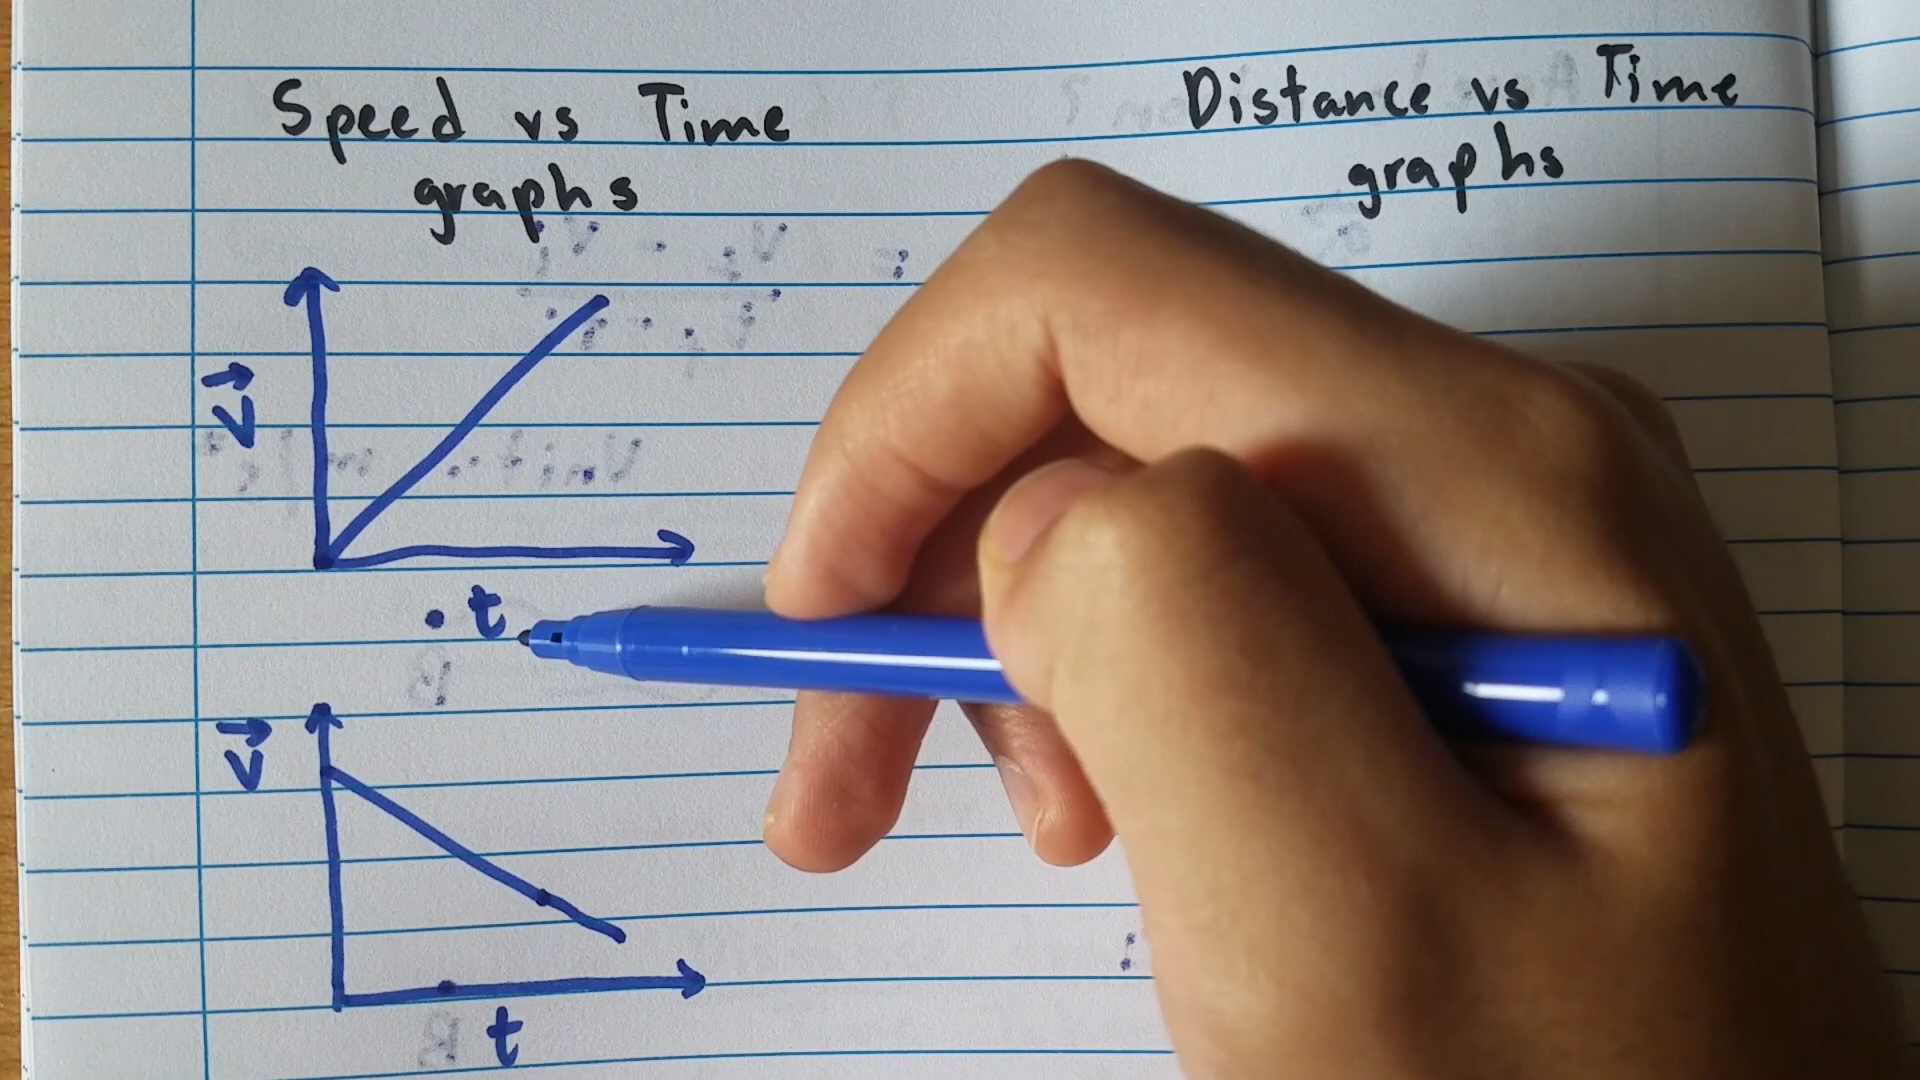 Speed vs Time
graphs
Distance vs Time
graphs
v
t
v
t